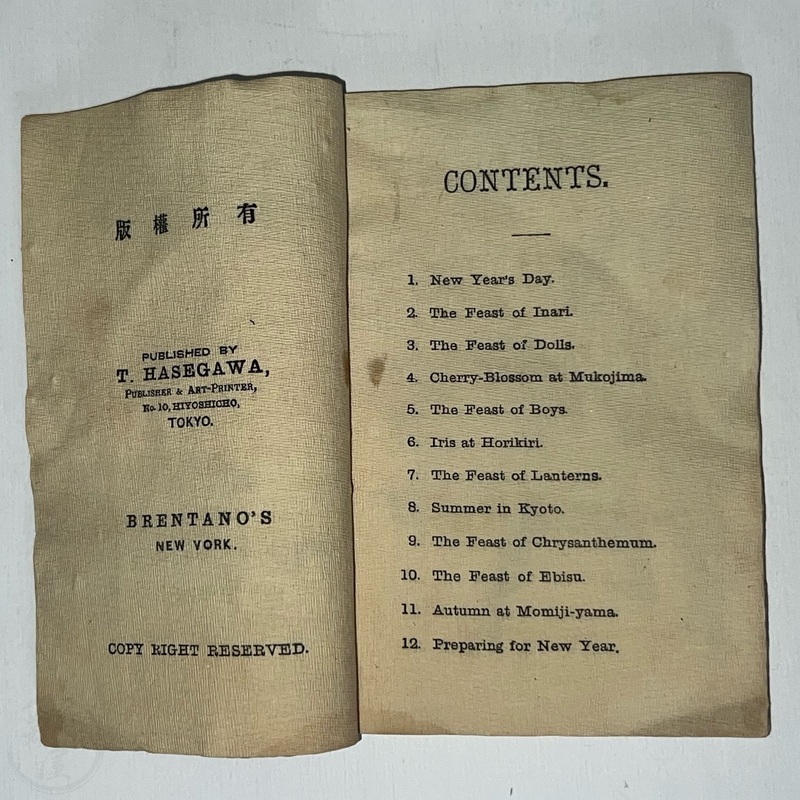 版權所有
PUBLISHED BY
T. HASEGAWA,
PUBLISHER & ART-PRINTER,
No. 10, HIYOSHICHO,
TOKYO.
BRENTANO'S
NEW YORK.
COPY RIGHT RESERVED.
CONTENTS.
1. New Year's Day.
2. The Feast of Inari.
3. The Feast of Dolls.
4. Cherry-Blossom at Mukojima.
5. The Feast of Boys.
6. Iris at Horikiri.
7. The Feast of Lanterns.
8. Summer in Kyoto.
9. The Feast of Chrysanthemum.
10. The Feast of Ebisu.
11. Autumn at Momiji-yama.
12. Preparing for New Year.